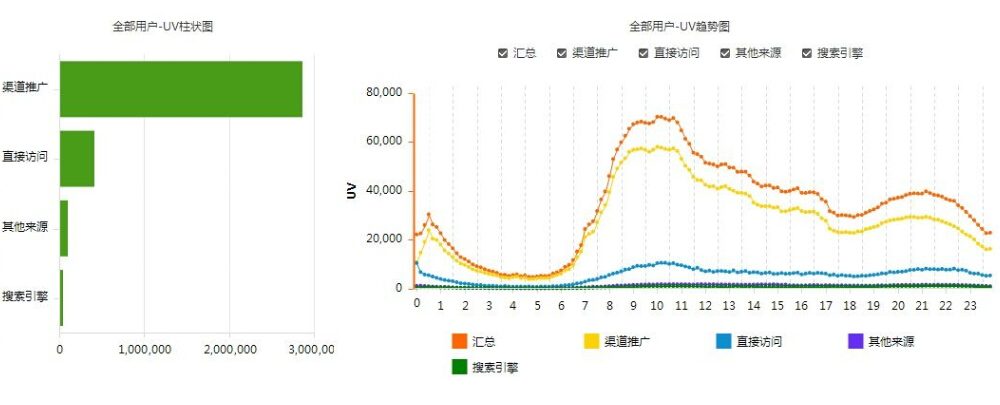 全部用户-UV柱状图
渠道推广
直接访问
其他来源
搜索引擎
0 1,000,000 2,000,000 3,000,000
全部用户-UV趋势图
汇总 渠道推广 直接访问 其他来源 搜索引擎
UV
80,000
60,000
40,000
20,000
0
0 1 2 3 4 5 6 7 8 9 10 11 12 13 14 15 16 17 18 19 20 21 22 23
汇总 渠道推广 直接访问 其他来源
搜索引擎